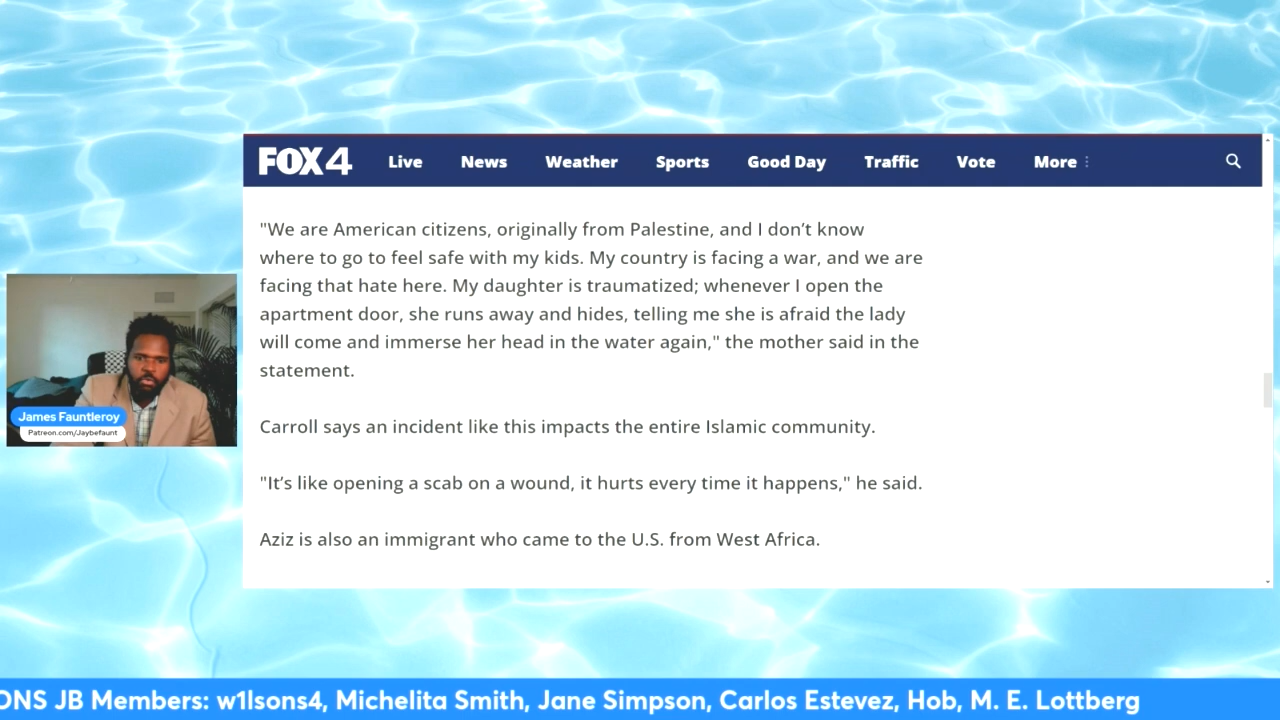 FOX 4 Live News Weather Sports Good Day Traffic Vote More
"We are American citizens, originally from Palestine, and I don’t know
where to go to feel safe with my kids. My country is facing a war, and we are
facing that hate here. My daughter is traumatized; whenever I open the
apartment door, she runs away and hides, telling me she is afraid the lady
will come and immerse her head in the water again," the mother said in the
statement.
Carroll says an incident like this impacts the entire Islamic community.
"It’s like opening a scab on a wound, it hurts every time it happens," he said.
Aziz is also an immigrant who came to the U.S. from West Africa.
James Fauntleroy
Patreon.com/Jaybefaunt
ONS JB Members: w1lsons4, Michelita Smith, Jane Simpson, Carlos Estevez, Hob, M. E. Lottberg